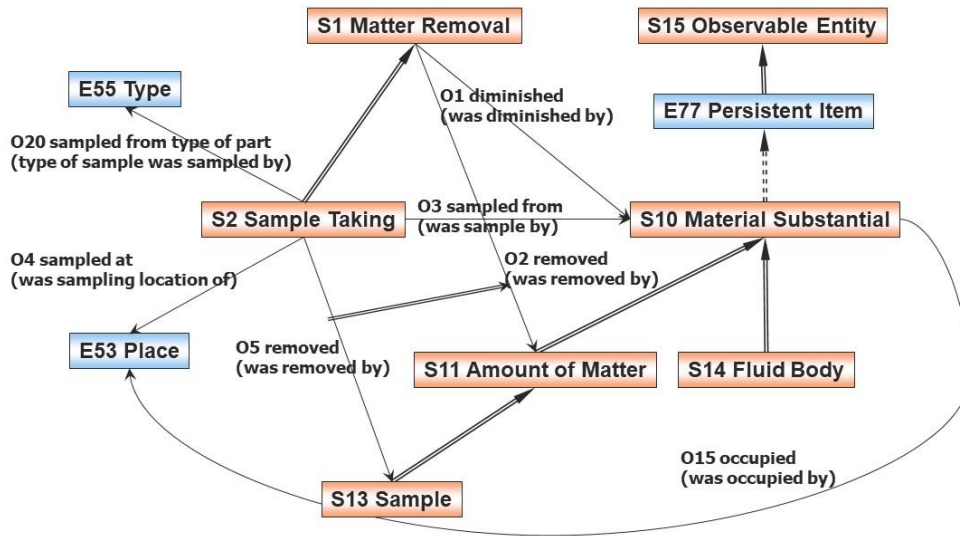 S1 Matter Removal
S15 Observable Entity
E55 Type
O1 diminished
(was diminished by)
E77 Persistent Item
O20 sampled from type of part
(type of sample was sampled by)
S2 Sample Taking
O3 sampled from
(was sample by)
S10 Material Substantial
O4 sampled at
(was sampling location of)
O2 removed
(was removed by)
E53 Place
O5 removed
(was removed by)
S11 Amount of Matter
S14 Fluid Body
O15 occupied
(was occupied by)
S13 Sample